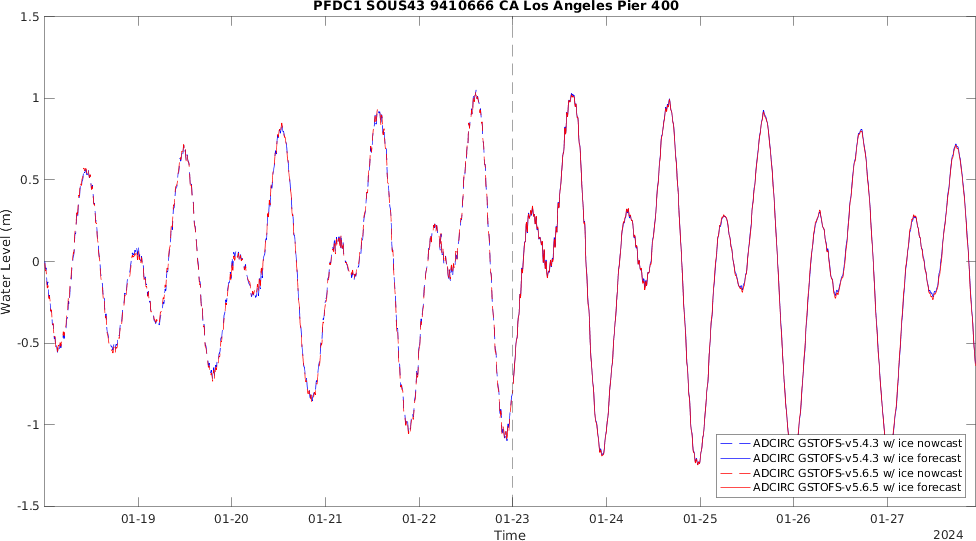 PFDC1 SOUS43 9410666 CA Los Angeles Pier 400
1.5
1
0.5
0
-0.5
-1
-1.5
Water Level (m)
ADCIRC GSTOFS-v5.4.3 w/ ice nowcast
ADCIRC GSTOFS-v5.4.3 w/ ice forecast
ADCIRC GSTOFS-v5.6.5 w/ ice nowcast
ADCIRC GSTOFS-v5.6.5 w/ ice forecast
01-19 01-20 01-21 01-22 01-23 01-24 01-25 01-26 01-27
Time
2024